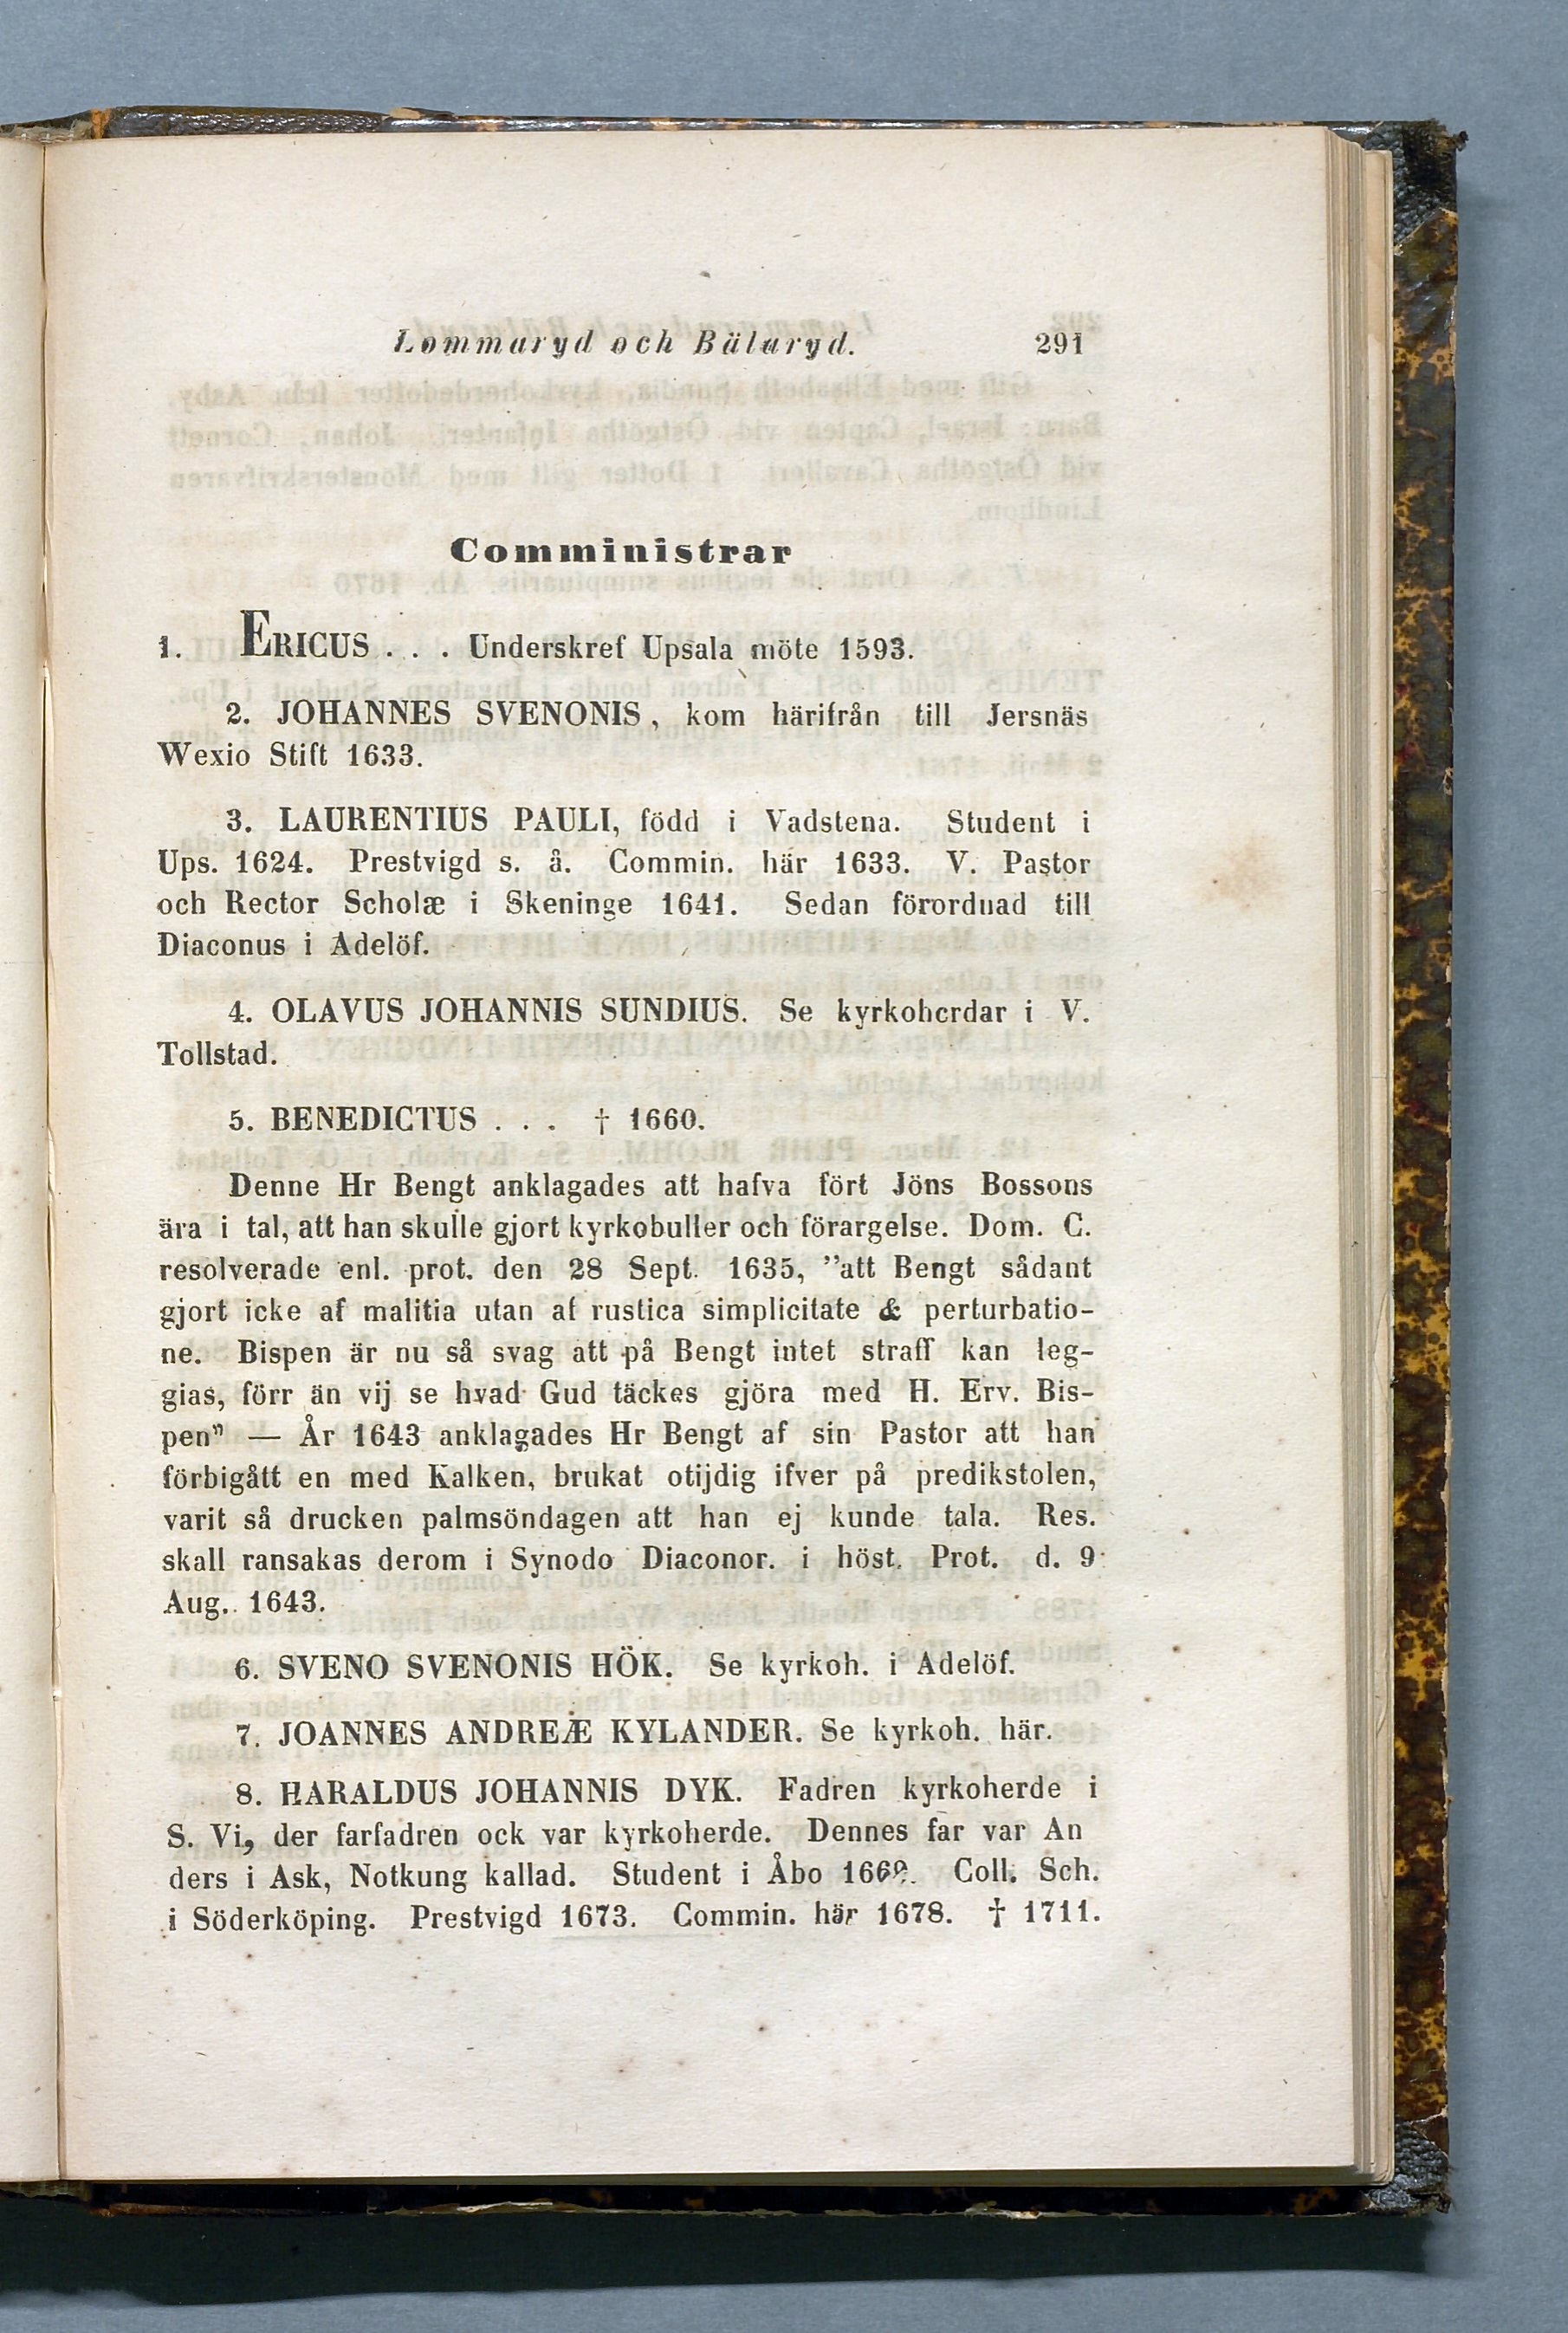 Lommaryd och Bälaryd. 291
Comministrar
1. ERICUS . . . Underskref Upsala möte 1593.
2. JOHANNES SVENONIS, kom härifrån till Jersnäs
Wexio Stift 1633.
3. LAURENTIUS PAULI, född i Vadstena. Student i
Ups. 1624. Prestvigd s. å. Commin. här 1633. V. Pastor
och Rector Scholæ i Skeninge 1641. Sedan förordnad till
Diaconus i Adelöf.
4. OLAVUS JOHANNIS SUNDIUS. Se kyrkoherdar i V.
Tollstad.
5. BENEDICTUS . . . † 1660.
Denne Hr Bengt anklagades att hafva fört Jöns Bossons
ära i tal, att han skulle gjort kyrkobuller och förargelse. Dom. C.
resolverade enl. prot. den 28 Sept. 1635, ”att Bengt sådant
gjort icke af malitia utan af rustica simplicitate & perturbatio-
ne. Bispen är nu så svag att på Bengt intet straff kan leg-
gias, förr än vij se hvad Gud täckes gjöra med H. Erv. Bis-
pen” — År 1643 anklagades Hr Bengt af sin Pastor att han
förbigått en med Kalken, brukat otijdig ifver på predikstolen,
varit så drucken palmsöndagen att han ej kunde tala. Res.
skall ransakas derom i Synodo Diaconor. i höst. Prot. d. 9
Aug. 1643.
6. SVENO SVENONIS HÖK. Se kyrkoh. i Adelöf.
7. JOANNES ANDREÆ KYLANDER. Se kyrkoh. här.
8. HARALDUS JOHANNIS DYK. Fadren kyrkoherde i
S. Vi, der farfadren ock var kyrkoherde. Dennes far var An
ders i Ask, Notkung kallad. Student i Åbo Coll. Sch.
i Söderköping. Prestvigd 1673. Commin. här 1678. † 1711.